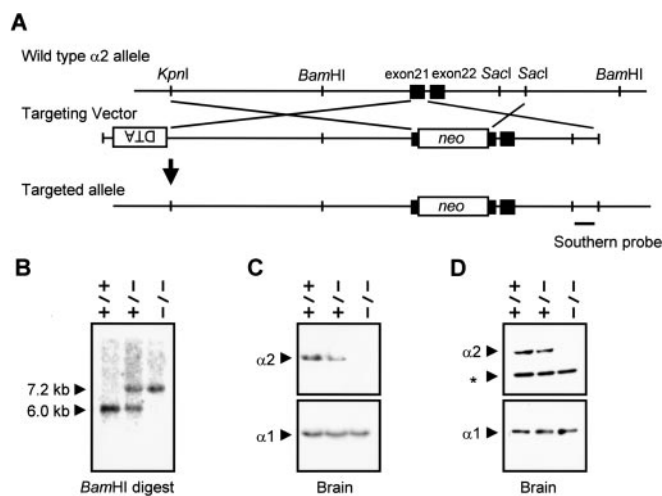 A
Wild type α2 allele
KpnI BamHI exon21 exon22 SacI SacI BamHI
Targeting Vector
DTA neo
Targeted allele
neo
Southern probe
B C D
+/+ +/− −/− +/+ +/− −/− +/+ +/− −/−
7.2 kb
6.0 kb
BamHI digest
α2
α1
Brain
α2
*
α1
Brain